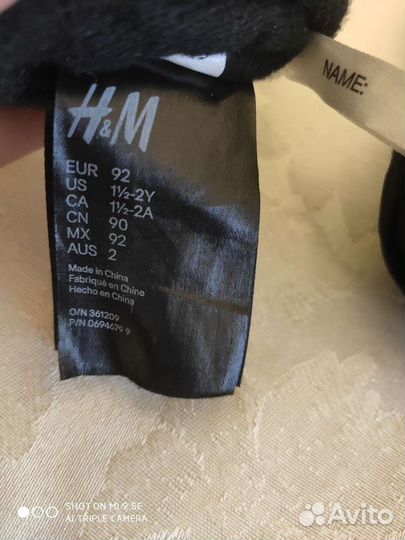 NAME:
H&M
EUR 92
US 1½-2Y
CA 1½-2A
CN 90
MX 92
AUS 2
Made in China
Fabriqué en Chine
Hecho en China
O/N 361209
P/N 0694679 9
SHOT ON MI 9 SE
AI TRIPLE CAMERA
Avito